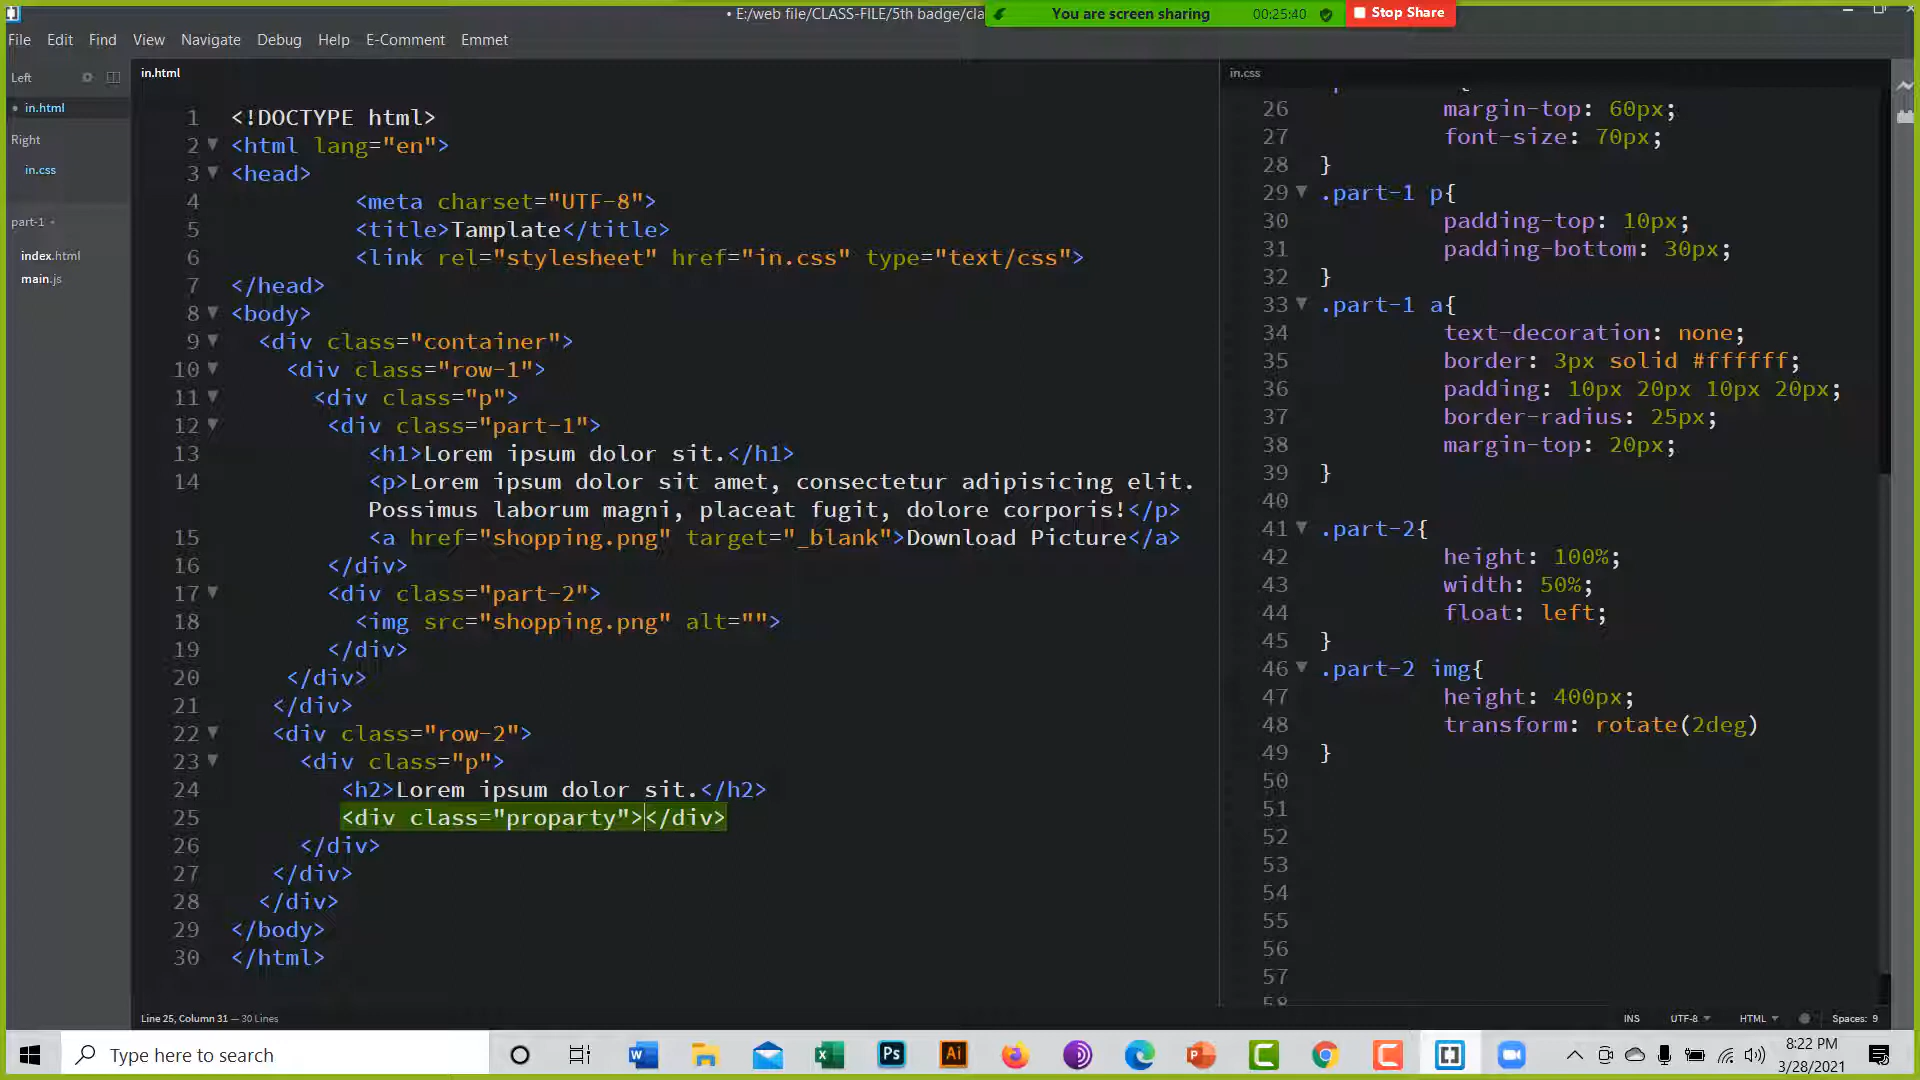 • E:/web file/CLASS-FILE/5th badge/cla
You are screen sharing
00:25:40
Stop Share
File Edit Find View Navigate Debug Help E-Comment Emmet
Left
• in.html
Right
in.css
part-1
index.html
main.js
in.html
1 <!DOCTYPE html>
2 <html lang="en">
3 <head>
4 <meta charset="UTF-8">
5 <title>Tamplate</title>
6 <link rel="stylesheet" href="in.css" type="text/css">
7 </head>
8 <body>
9 <div class="container">
10 <div class="row-1">
11 <div class="p">
12 <div class="part-1">
13 <h1>Lorem ipsum dolor sit.</h1>
14 <p>Lorem ipsum dolor sit amet, consectetur adipisicing elit.
Possimus laborum magni, placeat fugit, dolore corporis!</p>
15 <a href="shopping.png" target="_blank">Download Picture</a>
16 </div>
17 <div class="part-2">
18 <img src="shopping.png" alt="">
19 </div>
20 </div>
21 </div>
22 <div class="row-2">
23 <div class="p">
24 <h2>Lorem ipsum dolor sit.</h2>
25 <div class="proparty"></div>
26 </div>
27 </div>
28 </div>
29 </body>
30 </html>
in.css
26 margin-top: 60px;
27 font-size: 70px;
28 }
29 .part-1 p{
30 padding-top: 10px;
31 padding-bottom: 30px;
32 }
33 .part-1 a{
34 text-decoration: none;
35 border: 3px solid #ffffff;
36 padding: 10px 20px 10px 20px;
37 border-radius: 25px;
38 margin-top: 20px;
39 }
40
41 .part-2{
42 height: 100%;
43 width: 50%;
44 float: left;
45 }
46 .part-2 img{
47 height: 400px;
48 transform: rotate(2deg)
49 }
50
51
52
53
54
55
56
57
58
Line 25, Column 31 — 30 Lines
INS UTF-8 HTML Spaces: 9
Type here to search
8:22 PM
3/28/2021